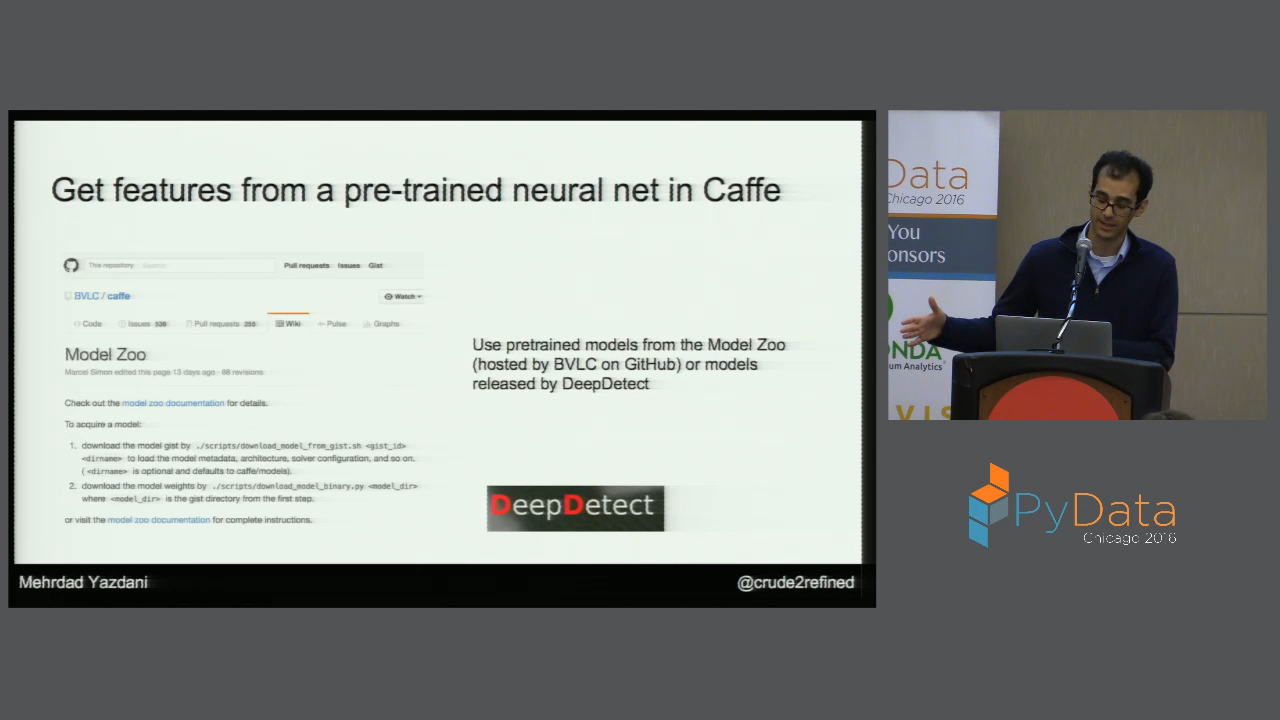 Get features from a pre-trained neural net in Caffe
This repository Search
Pull requests Issues Gist
BVLC / caffe
Watch
Code Issues 539 Pull requests 255 Wiki Pulse Graphs
Model Zoo
Marcel Simon edited this page 13 days ago · 88 revisions
Check out the model zoo documentation for details.
To acquire a model:
1. download the model gist by ./scripts/download_model_from_gist.sh <gist_id>
<dirname> to load the model metadata, architecture, solver configuration, and so on.
( <dirname> is optional and defaults to caffe/models).
2. download the model weights by ./scripts/download_model_binary.py <model_dir>
where <model_dir> is the gist directory from the first step.
or visit the model zoo documentation for complete instructions.
Use pretrained models from the Model Zoo
(hosted by BVLC on GitHub) or models
released by DeepDetect
DeepDetect
Mehrdad Yazdani
@crude2refined
Data
Chicago 2016
You
onsors
NDA
um Analytics
VIS
PyData
Chicago 2016